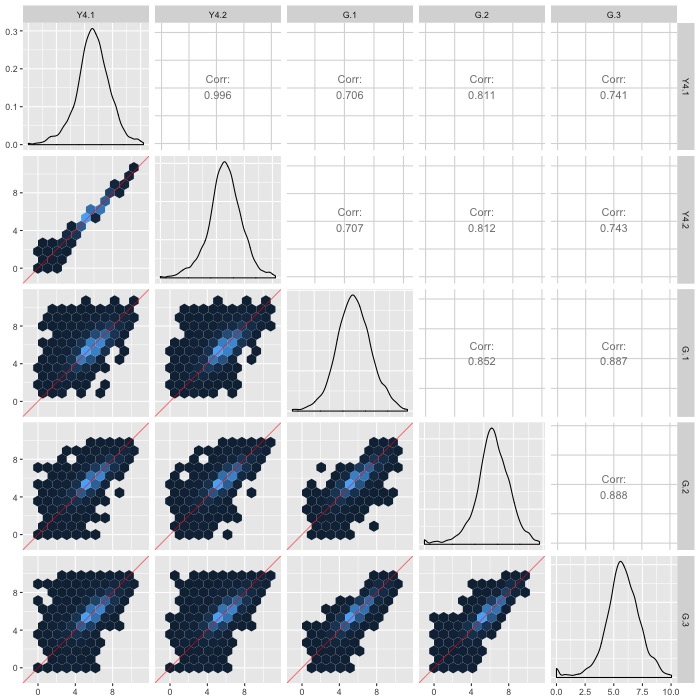 Y4.1 Y4.2 G.1 G.2 G.3
0.3
0.2
0.1
0.0
Corr:
0.996
Corr:
0.706
Corr:
0.811
Corr:
0.741
Y4.1
8
4
0
Corr:
0.707
Corr:
0.812
Corr:
0.743
Y4.2
8
4
0
Corr:
0.852
Corr:
0.887
G.1
8
4
0
Corr:
0.888
G.2
8
4
0
G.3
0 4 8 0 4 8 0 4 8 0 4 8 0.0 2.5 5.0 7.5 10.0